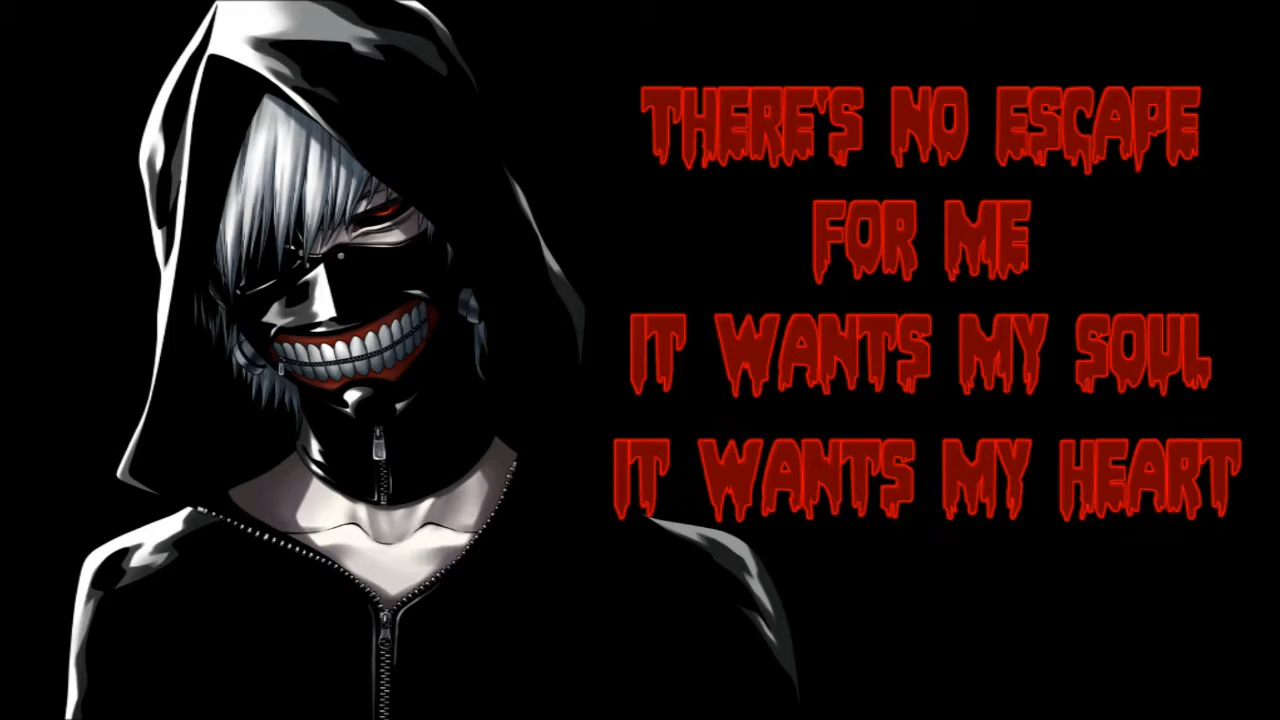 THERE'S NO ESCAPE
FOR ME
IT WANTS MY SOUL
IT WANTS MY HEART